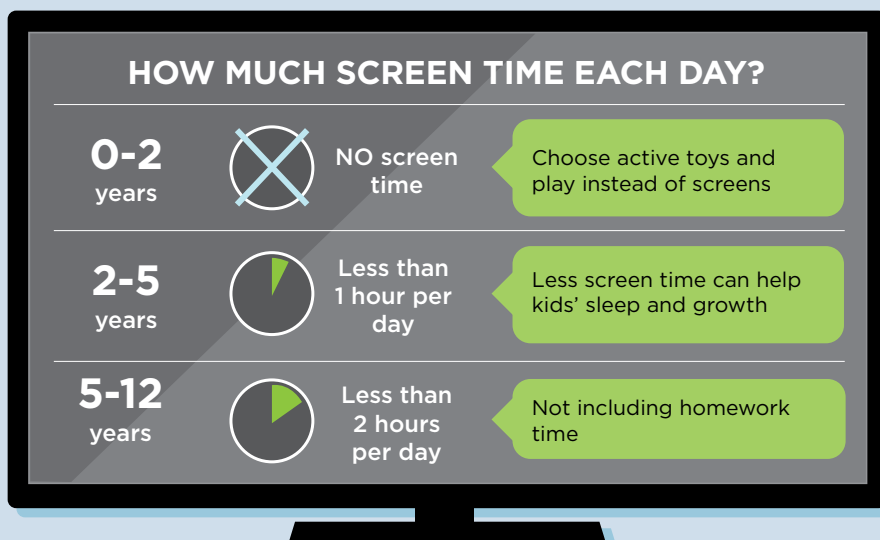 HOW MUCH SCREEN TIME EACH DAY?
0-2
years
NO screen
time
Choose active toys and
play instead of screens
2-5
years
Less than
1 hour per
day
Less screen time can help
kids’ sleep and growth
5-12
years
Less than
2 hours
per day
Not including homework
time